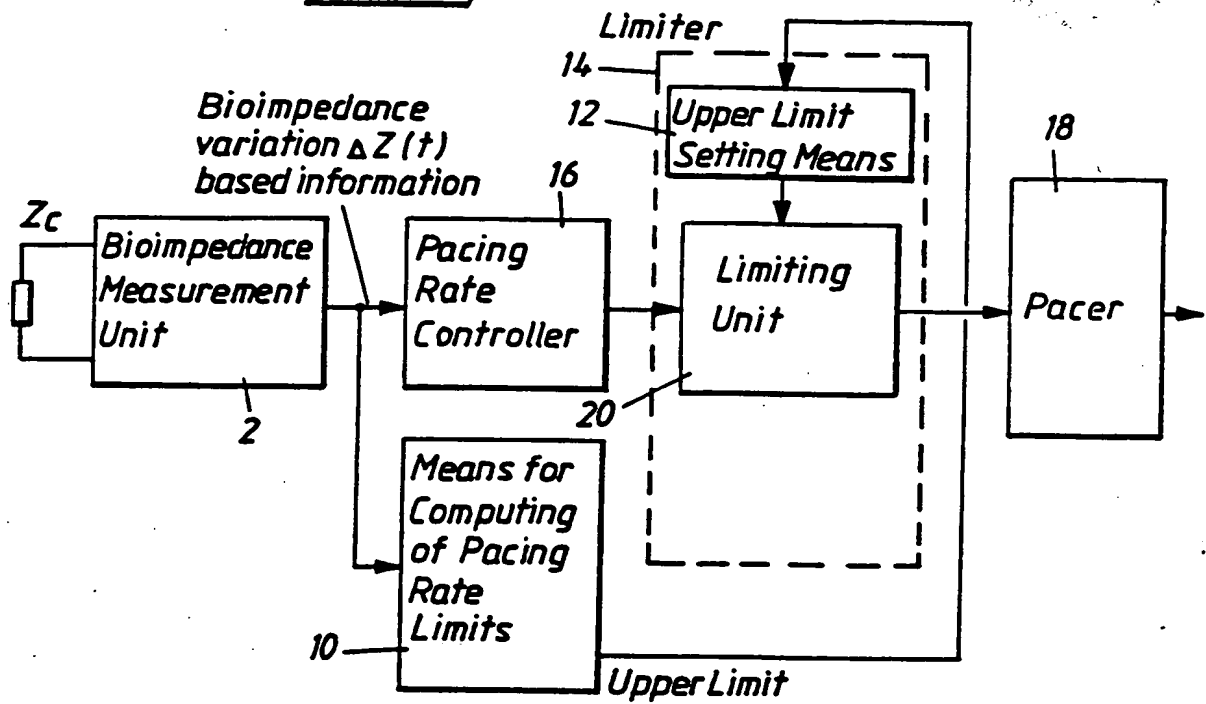 Limiter
14
Bioimpedance
variation ΔZ(t)
based information
12
Upper Limit
Setting Means
18
16
Zc
Bioimpedance
Measurement
Unit
Pacing
Rate
Controller
Limiting
Unit
Pacer
2
20
Means for
Computing
of Pacing
Rate
Limits
10
Upper Limit